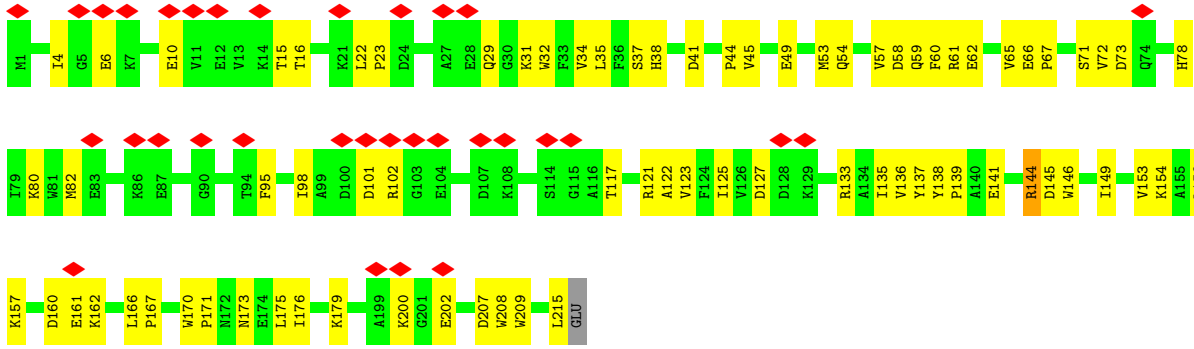 M1 I4 G5 E6 K7 E10 V11 E12 V13 K14 T15 T16 K21 L22 P23 D24 A27 E28 Q29 G30 K31 W32 F33 V34 L35 F36 S37 H38 D41 P44 V45 E49 M53 Q54 V57 D58 Q59 F60 R61 E62 V65 E66 P67 S71 V72 D73 Q74 H78
I79 K80 W81 M82 E83 K86 E87 G90 T94 F95 I98 A99 D100 D101 R102 G103 E104 D107 K108 S114 G115 A116 T117 R121 A122 V123 F124 I125 V126 D127 D128 K129 R133 A134 I135 V136 Y137 Y138 P139 A140 E141 R144 D145 W146 I149 V153 K154 A155
K157 D160 E161 K162 L166 P167 W170 P171 N172 N173 E174 L175 I176 K179 A199 K200 G201 E202 D207 W208 W209 L215 GLU